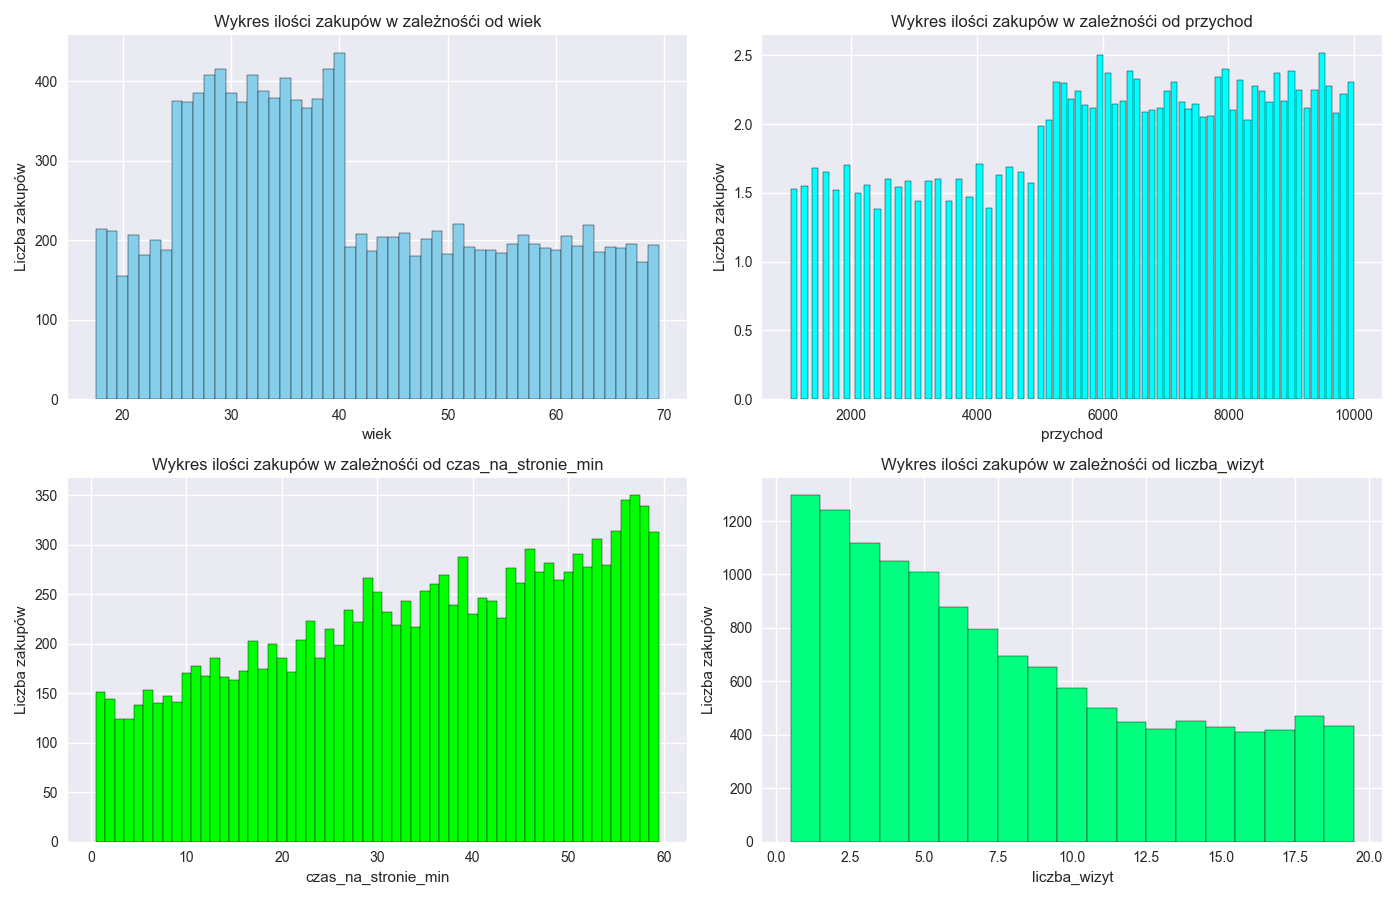 Wykres ilości zakupów w zależnośći od wiek
Liczba zakupów
400
300
200
100
0
20 30 40 50 60 70
wiek
Wykres ilości zakupów w zależnośći od przychod
Liczba zakupów
2.5
2.0
1.5
1.0
0.5
0.0
2000 4000 6000 8000 10000
przychod
Wykres ilości zakupów w zależnośći od czas_na_stronie_min
Liczba zakupów
350
300
250
200
150
100
50
0
0 10 20 30 40 50 60
czas_na_stronie_min
Wykres ilości zakupów w zależnośći od liczba_wizyt
Liczba zakupów
1200
1000
800
600
400
200
0
0.0 2.5 5.0 7.5 10.0 12.5 15.0 17.5 20.0
liczba_wizyt